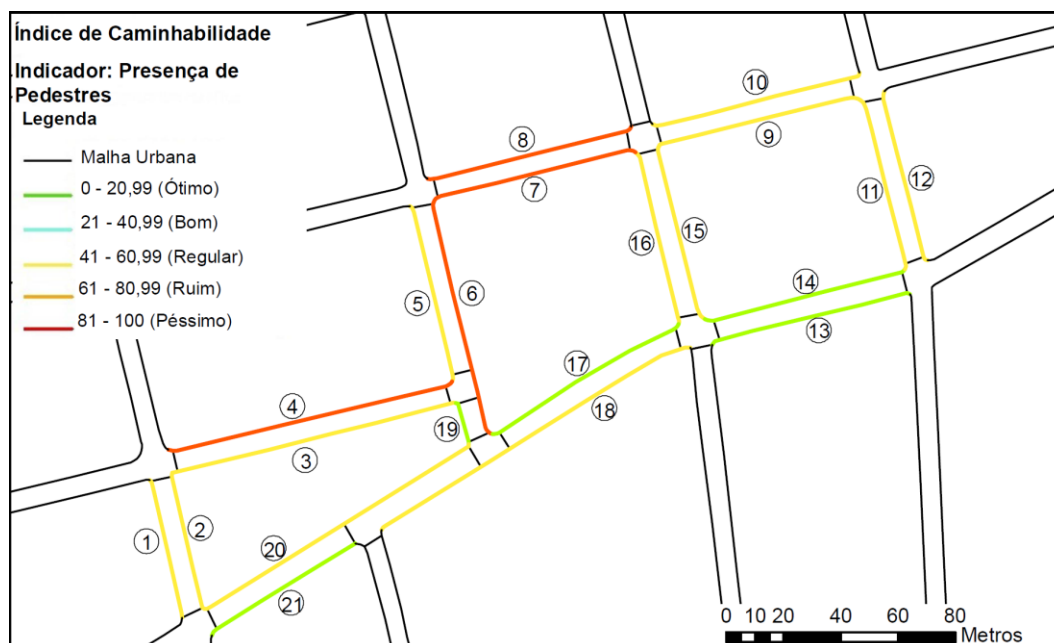 Índice de Caminhabilidade
Indicador: Presença de
Pedestres
Legenda
Malha Urbana
0 - 20,99 (Ótimo)
21 - 40,99 (Bom)
41 - 60,99 (Regular)
61 - 80,99 (Ruim)
81 - 100 (Péssimo)
10
8
9
7
11
12
16
15
5
6
14
13
17
4
18
19
3
1
2
20
21
0 10 20 40 60 80
Metros